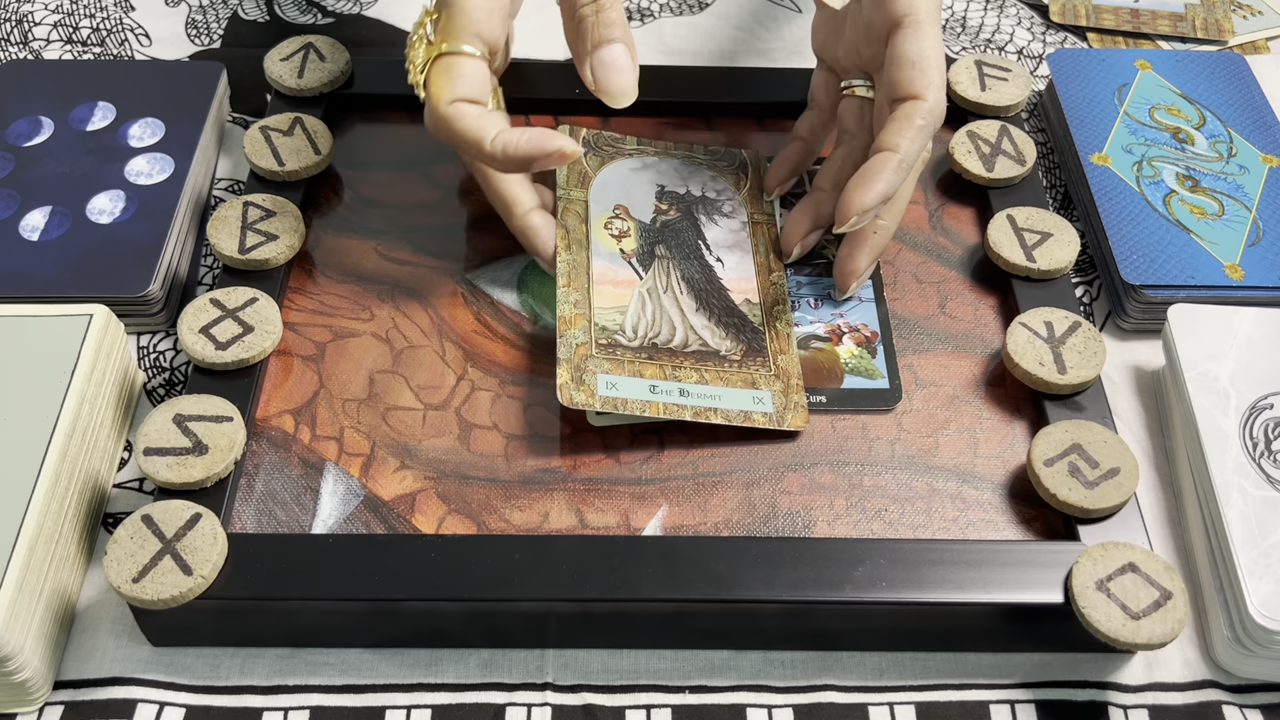 ᛏ
ᛖ
ᛒ
ᛟ
ᛋ
ᚷ
IX The Hermit IX
Cups
ᚨ
ᛞ
ᚦ
ᛉ
ᛃ
ᛜ